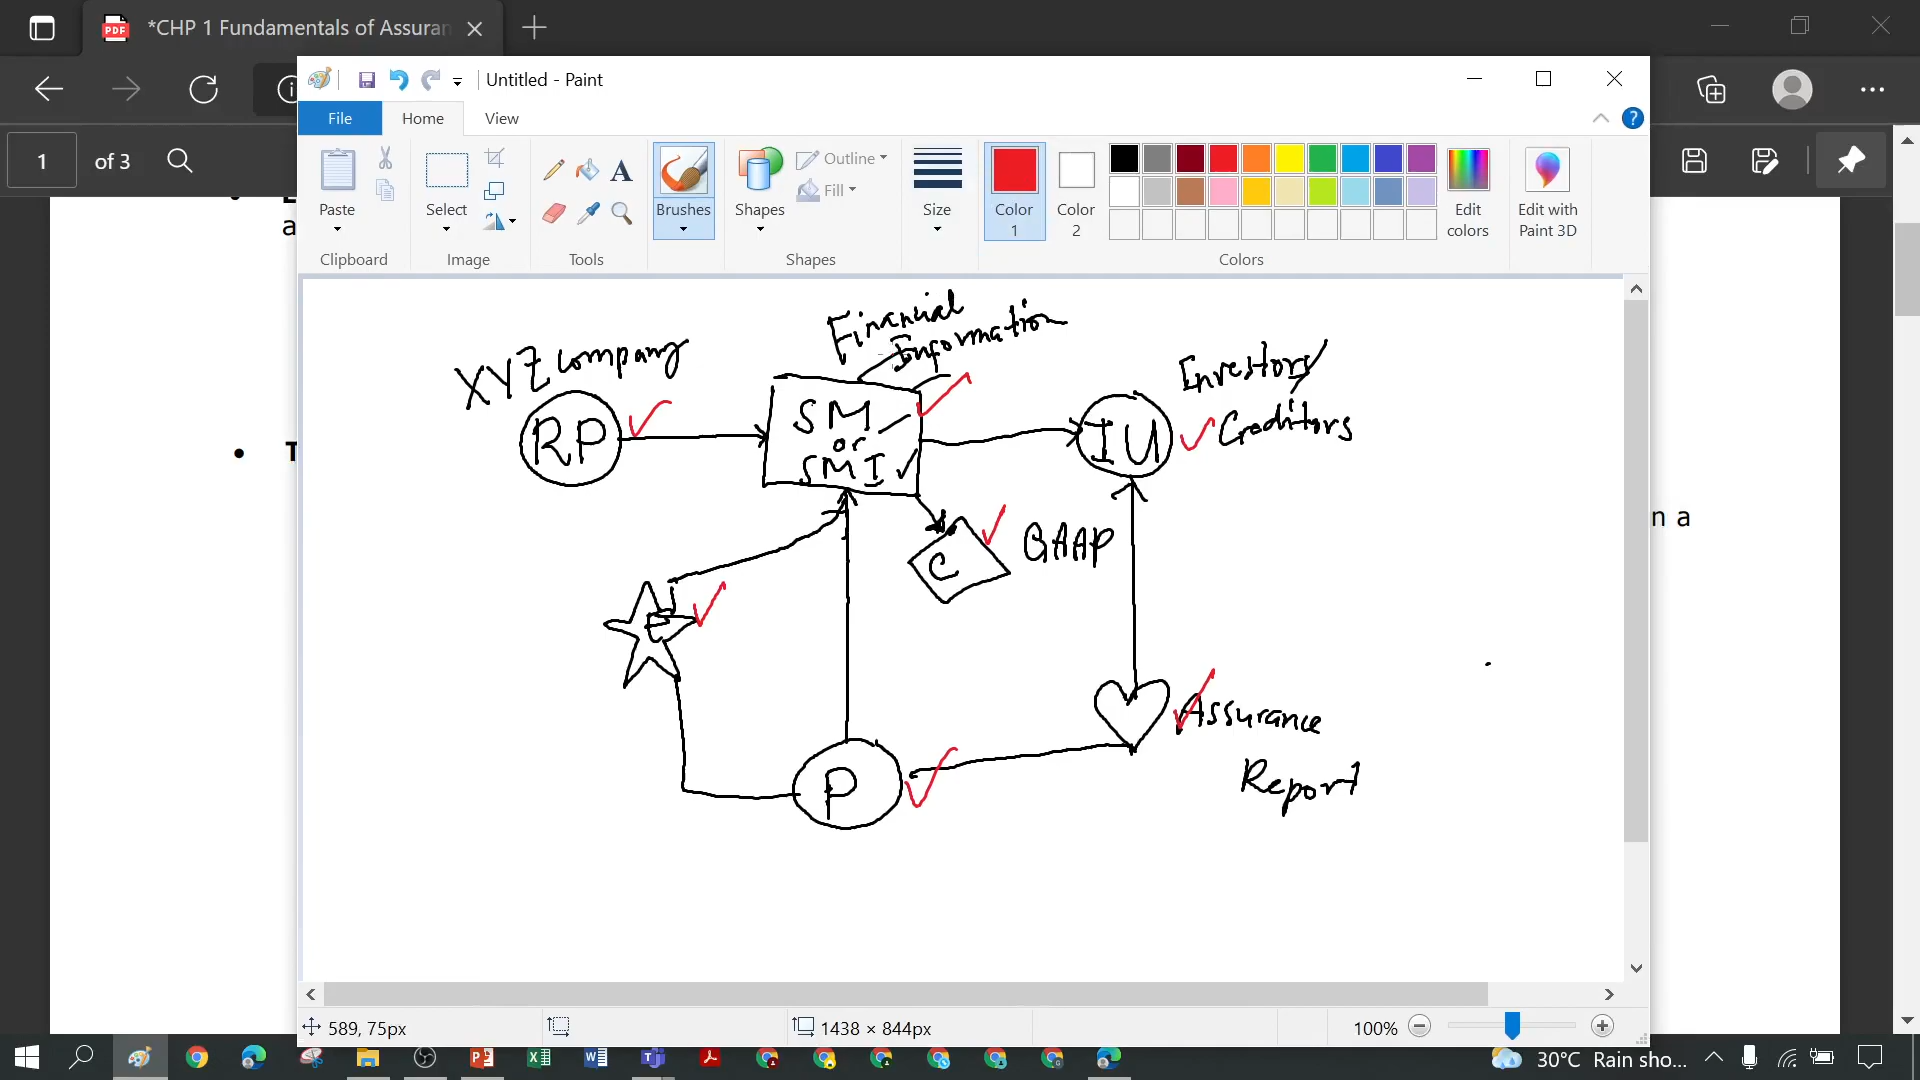 *CHP 1 Fundamentals of Assuran
Untitled - Paint
File
Home
View
1
of 3
Paste
Select
Brushes
Shapes
Outline
Fill
Size
Color
1
Color
2
Edit
colors
Edit with
Paint 3D
Clipboard
Image
Tools
Shapes
Colors
a
Financial
Information
XYZ company
Investors/
Creditors
RP
SM
or
SMI
IU
T
n a
C
GAAP
E
Assurance
Report
P
589, 75px
1438 × 844px
100%
30°C Rain sho...